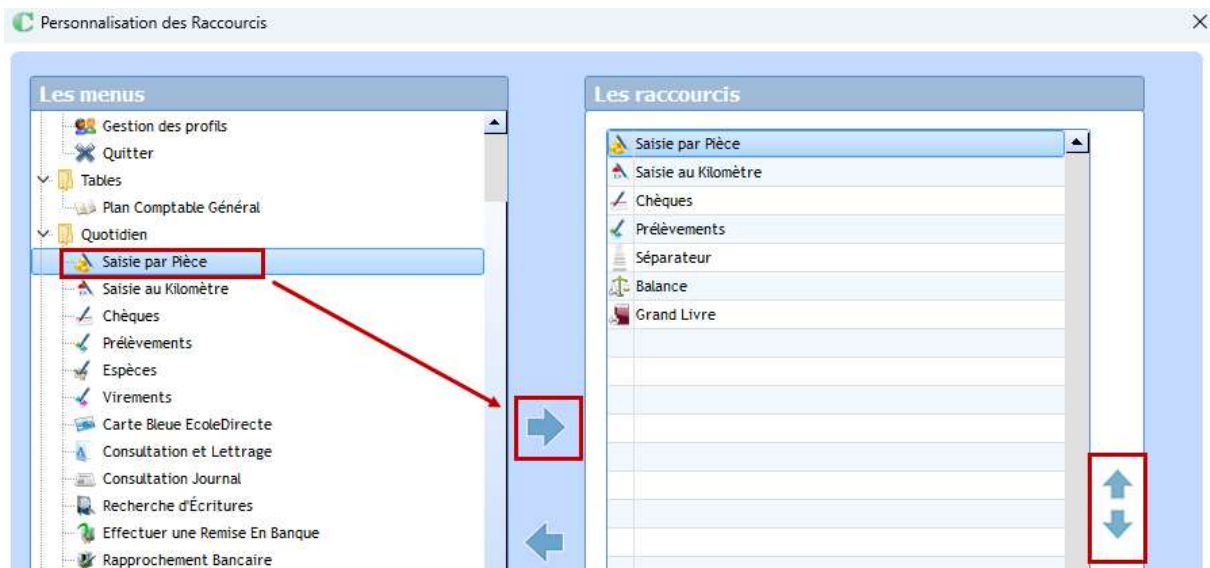 Personnalisation des Raccourcis
Les menus
Gestion des profils
Quitter
Tables
Plan Comptable Général
Quotidien
Saisie par Pièce
Saisie au Kilomètre
Chèques
Prélèvements
Espèces
Virements
Carte Bleue EcoleDirecte
Consultation et Lettrage
Consultation Journal
Recherche d'Écritures
Effectuer une Remise En Banque
Rapprochement Bancaire
Les raccourcis
Saisie par Pièce
Saisie au Kilomètre
Chèques
Prélèvements
Séparateur
Balance
Grand Livre